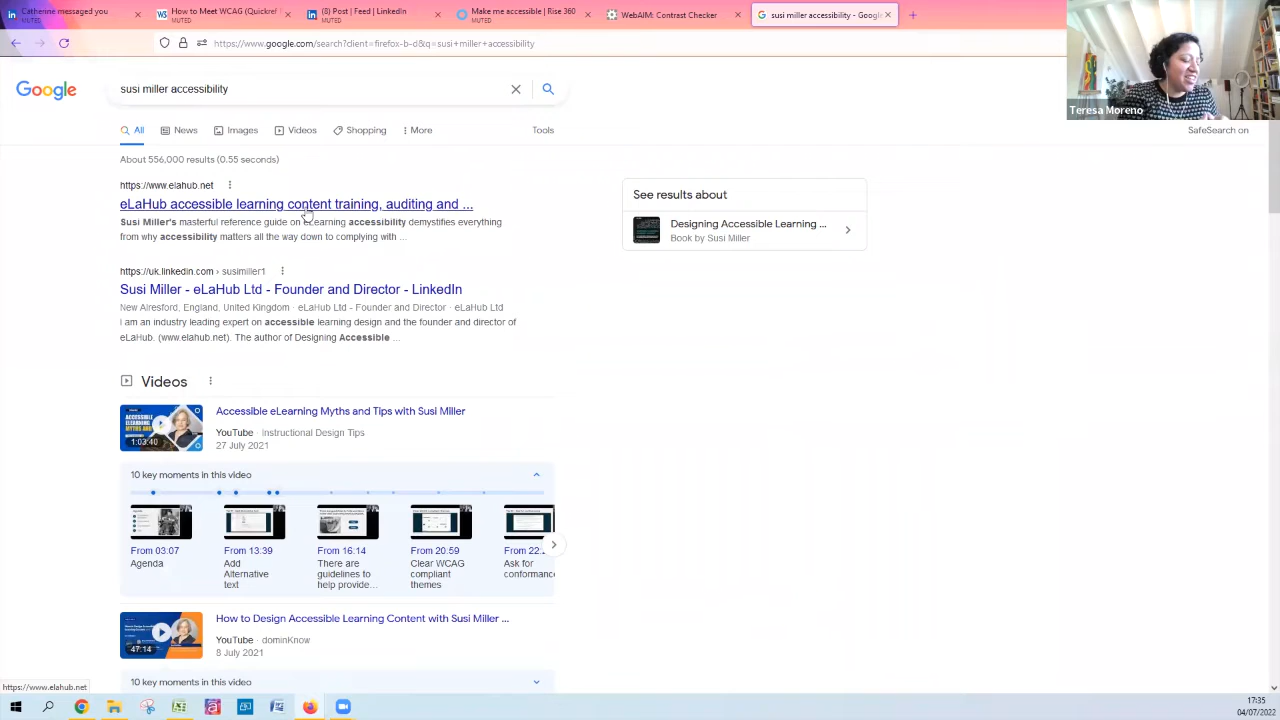 Catherine messaged you
MUTED
How to Meet WCAG (Quickref
MUTED
(8) Post | Feed | LinkedIn
MUTED
Make me accessible | Rise 360
MUTED
WebAIM: Contrast Checker
MUTED
susi miller accessibility - Googl
https://www.google.com/search?client=firefox-b-d&q=susi+miller+accessibility
Teresa Moreno
Google
susi miller accessibility
All
News
Images
Videos
Shopping
More
Tools
SafeSearch on
About 556,000 results (0.55 seconds)
https://www.elahub.net
eLaHub accessible learning content training, auditing and ...
Susi Miller's masterful reference guide on eLearning accessibility demystifies everything
from why accessibility matters all the way down to complying with ...
See results about
Designing Accessible Learning ...
Book by Susi Miller
https://uk.linkedin.com › susimiller1
Susi Miller - eLaHub Ltd - Founder and Director - LinkedIn
New Alresford, England, United Kingdom · eLaHub Ltd - Founder and Director · eLaHub Ltd
I am an industry leading expert on accessible learning design and the founder and director of
eLaHub. (www.elahub.net). The author of Designing Accessible ...
Videos
Accessible eLearning Myths and Tips with Susi Miller
YouTube · Instructional Design Tips
27 July 2021
ACCESSIBLE
1:03:40
10 key moments in this video
From 03:07
Agenda
From 13:39
Add
Alternative
text
From 16:14
There are
guidelines to
help provide...
From 20:59
Clear WCAG
compliant
themes
From 22:
Ask for
conformance
How to Design Accessible Learning Content with Susi Miller ...
YouTube · dominKnow
8 July 2021
47:14
10 key moments in this video
https://www.elahub.net
17:35
04/07/2022